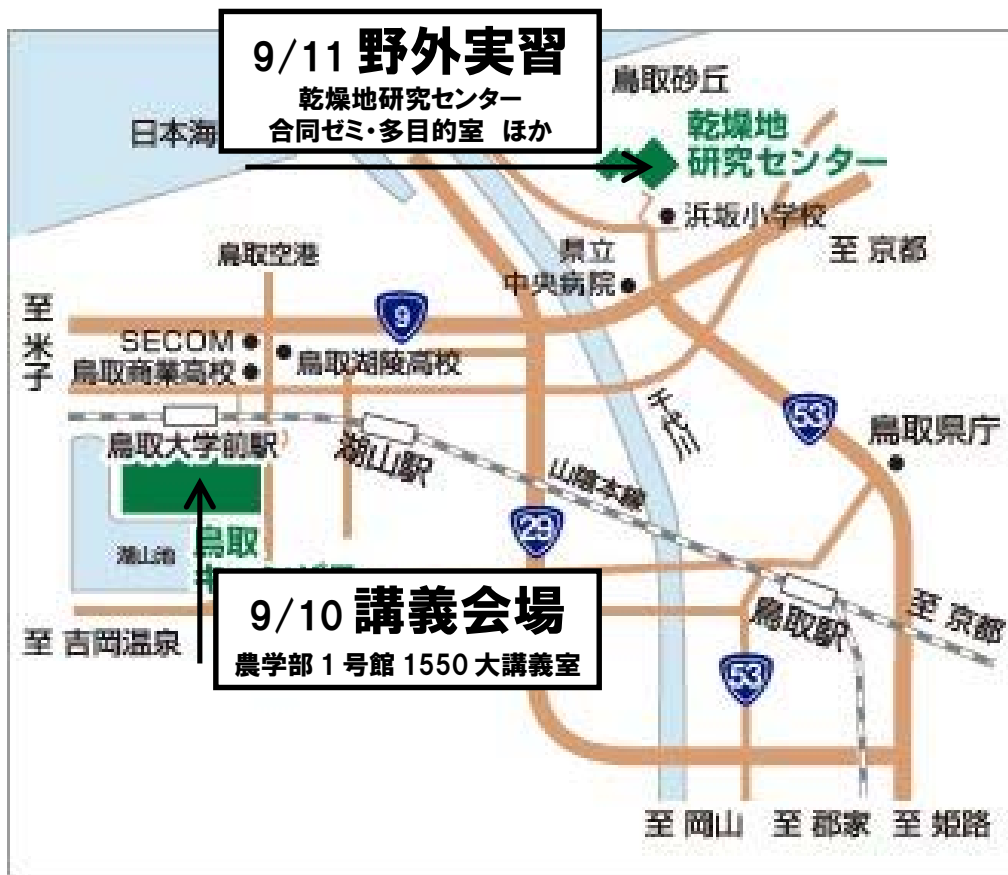 9/11 野外実習
乾燥地研究センター
合同ゼミ・多目的室 ほか
鳥取砂丘
日本海
乾燥地
研究センター
浜坂小学校
至 京都
県立
中央病院
鳥取空港
至 米子
9
SECOM
鳥取湖陵高校
鳥取商業高校
千代川
53
鳥取県庁
鳥取大学前駅
湖山駅
山陰本線
29
湖山池
鳥取
鳥取駅
至 京都
9/10 講義会場
農学部 1 号館 1550 大講義室
至 吉岡温泉
53
至 岡山
至 郡家
至 姫路